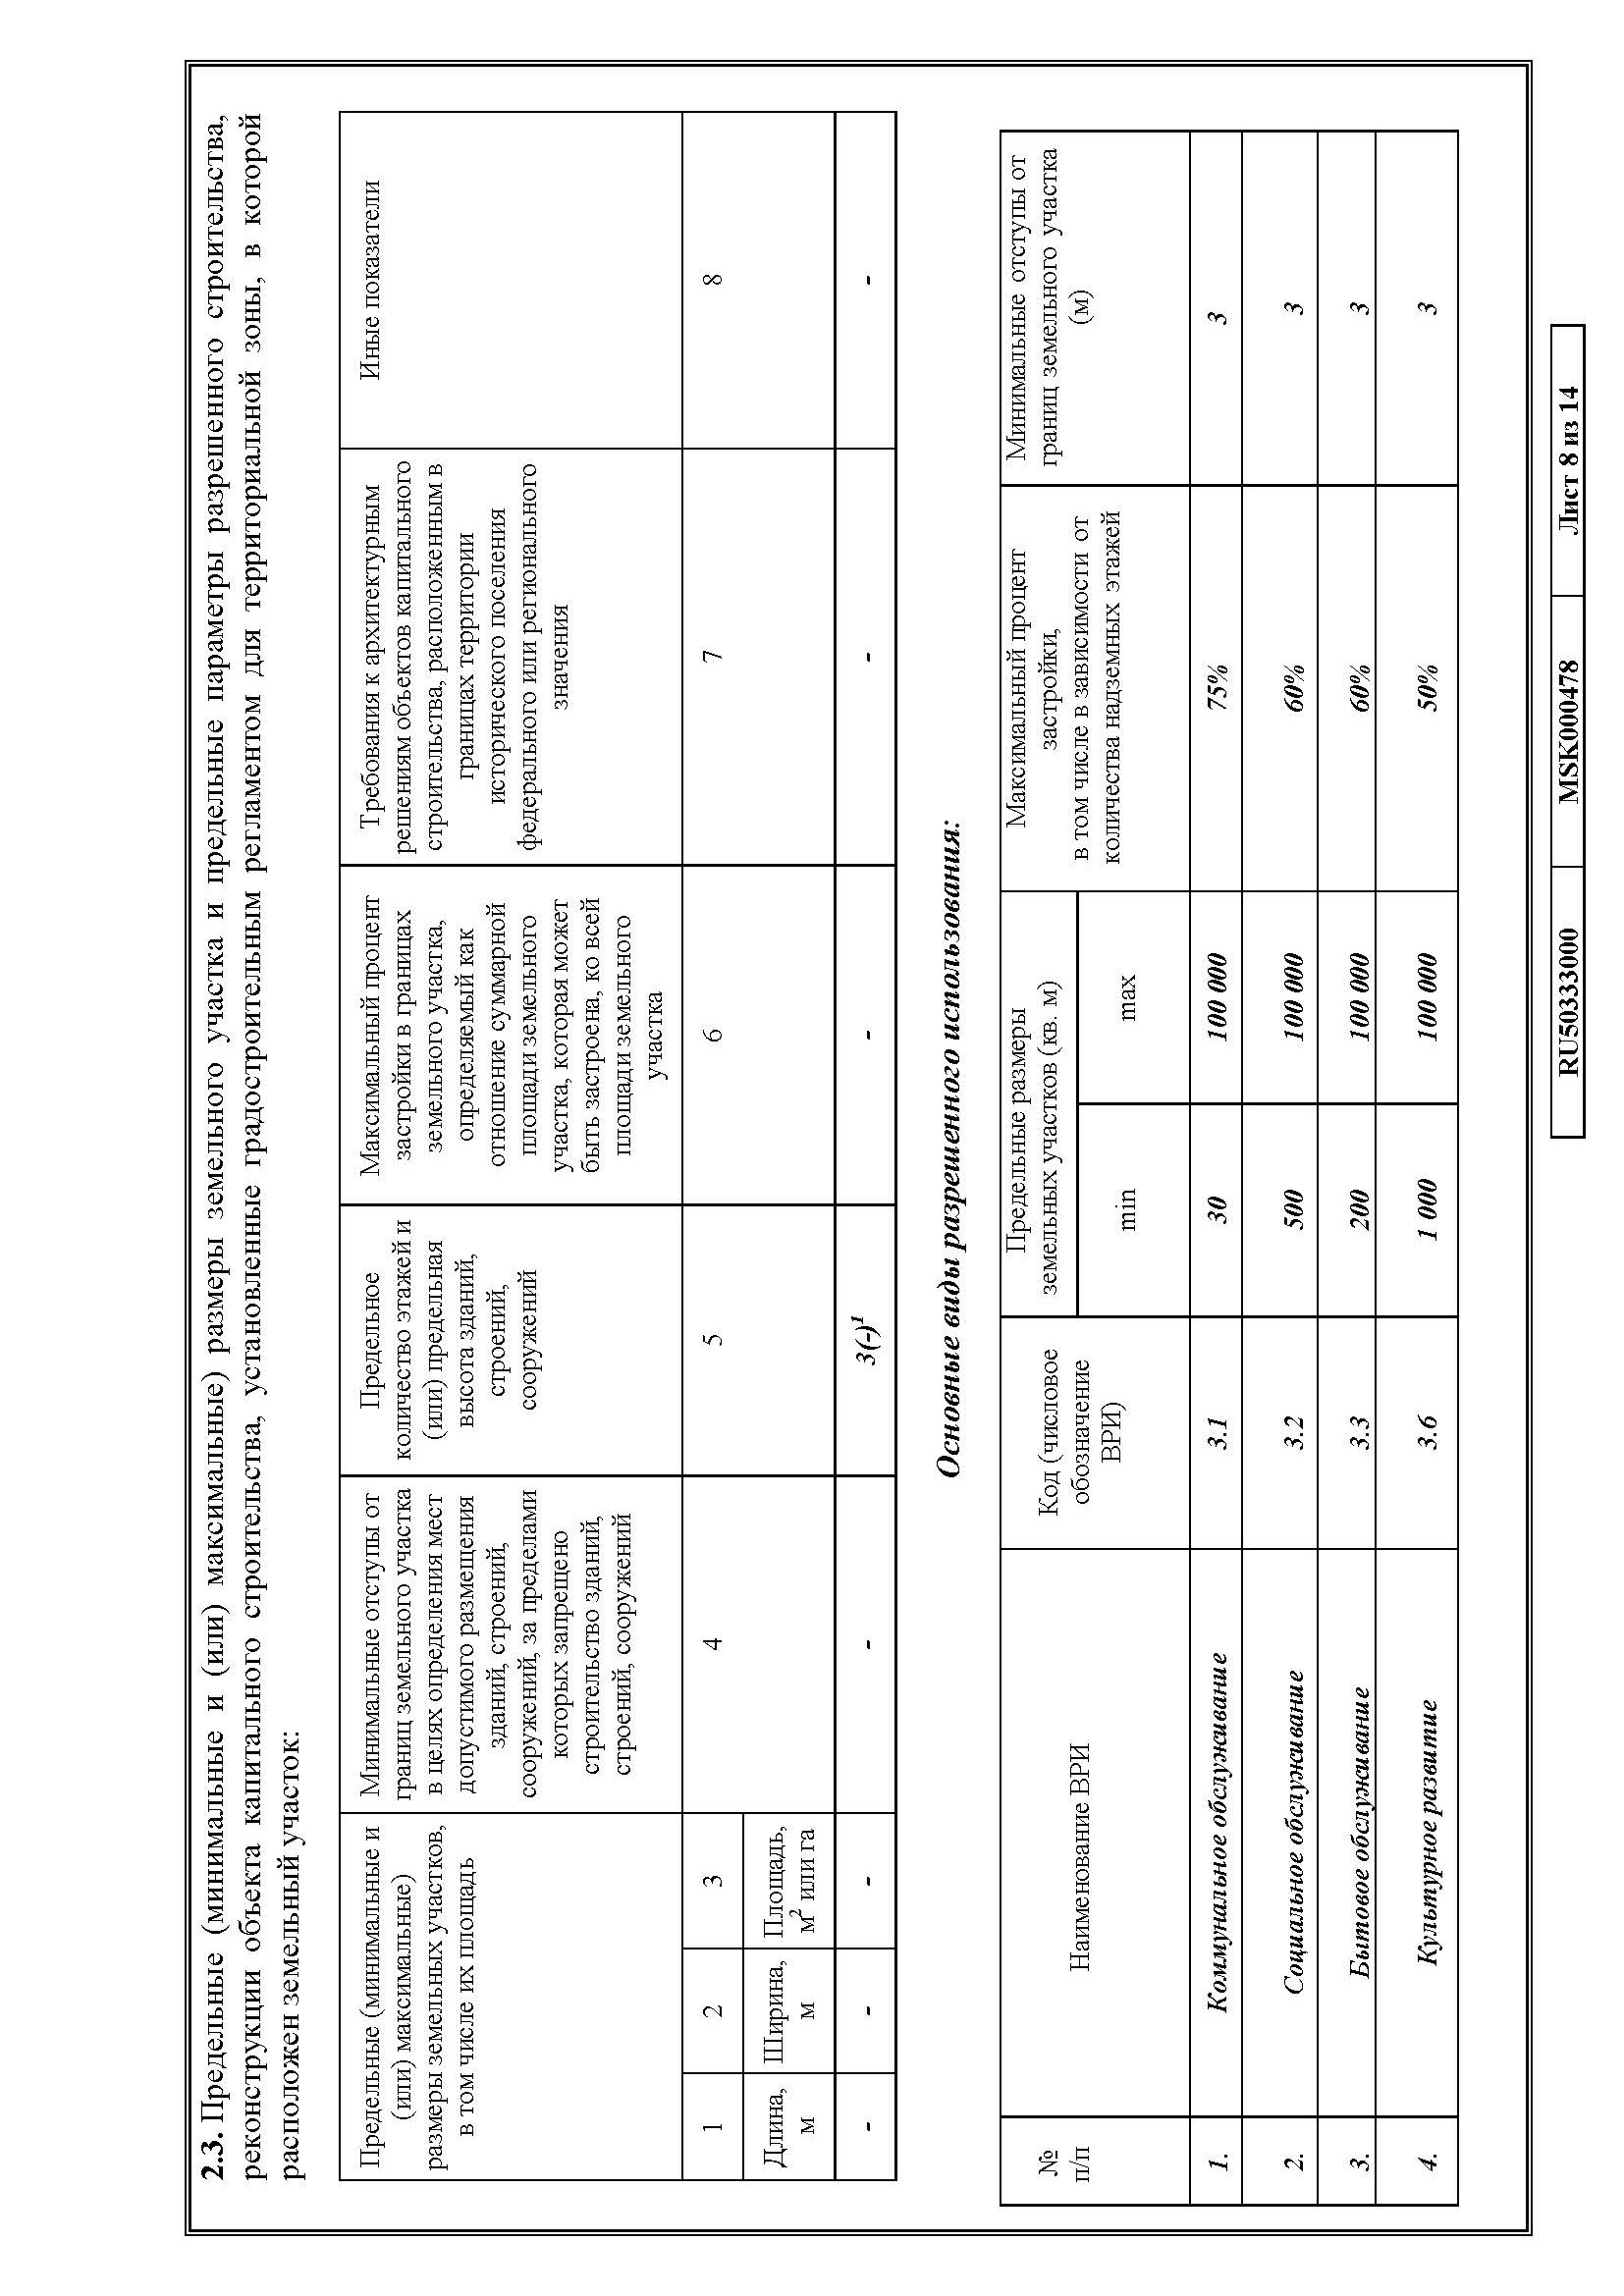 2.3. Предельные (минимальные и (или) максимальные) размеры земельного участка и предельные параметры разрешенного строительства,
реконструкции объекта капитального строительства, установленные градостроительным регламентом для территориальной зоны, в которой
расположен земельный участок:
Предельные (минимальные и
(или) максимальные)
размеры земельных участков,
в том числе их площадь
Минимальные отступы от
границ земельного участка
в целях определения мест
допустимого размещения
зданий, строений,
сооружений, за пределами
которых запрещено
строительство зданий,
строений, сооружений
Предельное
количество этажей и
(или) предельная
высота зданий,
строений,
сооружений
Максимальный процент
застройки в границах
земельного участка,
определяемый как
отношение суммарной
площади земельного
участка, которая может
быть застроена, ко всей
площади земельного
участка
Требования к архитектурным
решениям объектов капитального
строительства, расположенным в
границах территории
исторического поселения
федерального или регионального
значения
Иные показатели
1 2 3 4 5 6 7 8
Длина,
м
Ширина,
м
Площадь,
м² или га
- - - - 3(-)¹ - - -
Основные виды разрешенного использования:
№
п/п
Наименование ВРИ
Код (числовое
обозначение
ВРИ)
Предельные размеры
земельных участков (кв. м)
min max
Максимальный процент
застройки,
в том числе в зависимости от
количества надземных этажей
Минимальные отступы от
границ земельного участка
(м)
1. Коммунальное обслуживание 3.1 30 100 000 75% 3
2. Социальное обслуживание 3.2 500 100 000 60% 3
3. Бытовое обслуживание 3.3 200 100 000 60% 3
4. Культурное развитие 3.6 1 000 100 000 50% 3
RU50333000 MSK000478 Лист 8 из 14